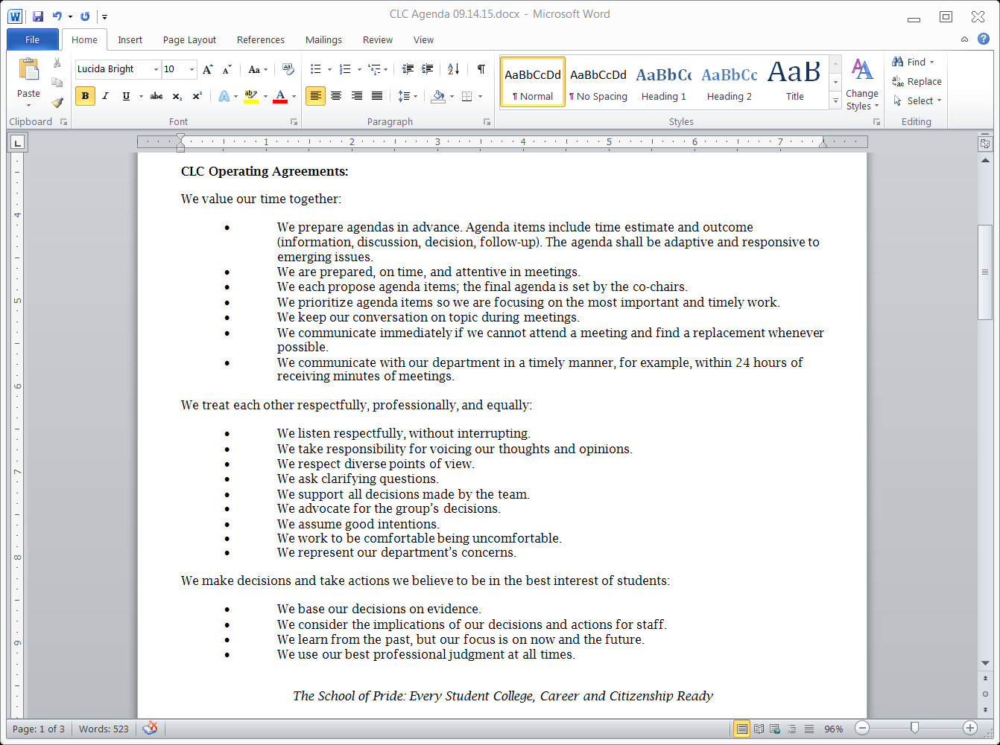 CLC Agenda 09.14.15.docx - Microsoft Word
File Home Insert Page Layout References Mailings Review View
Paste
Clipboard
Lucida Bright 10
Font
Paragraph
AaBbCcDd AaBbCcDd AaBbCc AaBbCc AaB
¶ Normal ¶ No Spacing Heading 1 Heading 2 Title
Change Styles
Styles
Find
Replace
Select
Editing
1 2 3 4 5 6 7
4
5
6
7
8
9
CLC Operating Agreements:
We value our time together:
• We prepare agendas in advance. Agenda items include time estimate and outcome
(information, discussion, decision, follow-up). The agenda shall be adaptive and responsive to
emerging issues.
• We are prepared, on time, and attentive in meetings.
• We each propose agenda items; the final agenda is set by the co-chairs.
• We prioritize agenda items so we are focusing on the most important and timely work.
• We keep our conversation on topic during meetings.
• We communicate immediately if we cannot attend a meeting and find a replacement whenever
possible.
• We communicate with our department in a timely manner, for example, within 24 hours of
receiving minutes of meetings.
We treat each other respectfully, professionally, and equally:
• We listen respectfully, without interrupting.
• We take responsibility for voicing our thoughts and opinions.
• We respect diverse points of view.
• We ask clarifying questions.
• We support all decisions made by the team.
• We advocate for the group's decisions.
• We assume good intentions.
• We work to be comfortable being uncomfortable.
• We represent our department's concerns.
We make decisions and take actions we believe to be in the best interest of students:
• We base our decisions on evidence.
• We consider the implications of our decisions and actions for staff.
• We learn from the past, but our focus is on now and the future.
• We use our best professional judgment at all times.
The School of Pride: Every Student College, Career and Citizenship Ready
Page: 1 of 3 Words: 523 96%